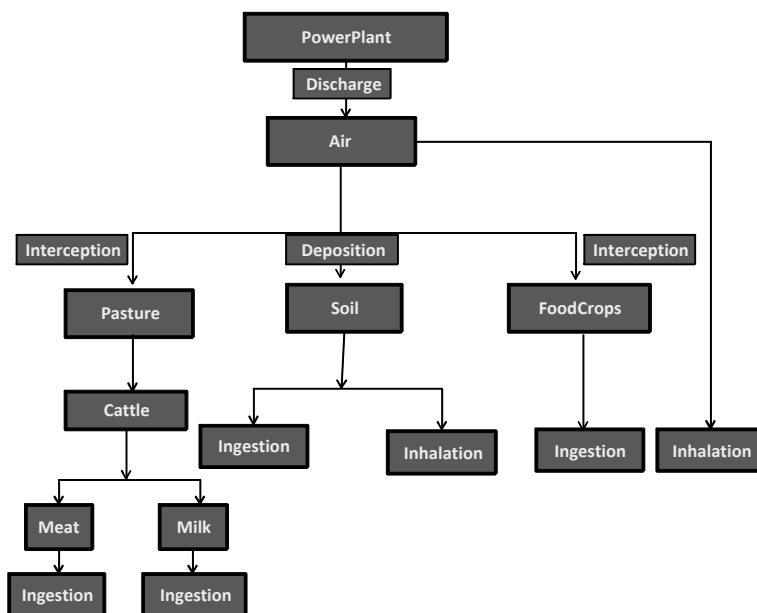 PowerPlant
Discharge
Air
Interception
Deposition
Interception
Pasture
Soil
FoodCrops
Cattle
Ingestion
Inhalation
Ingestion
Inhalation
Meat
Milk
Ingestion
Ingestion